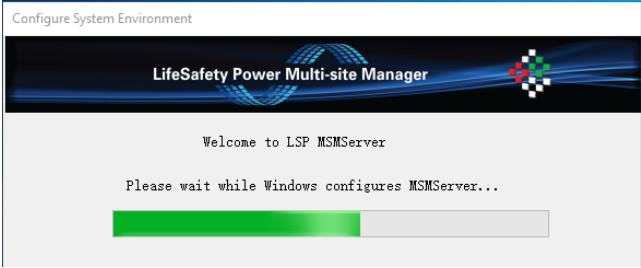 Configure System Environment
LifeSafety Power Multi-site Manager
Welcome to LSP MSMServer
Please wait while Windows configures MSMServer...